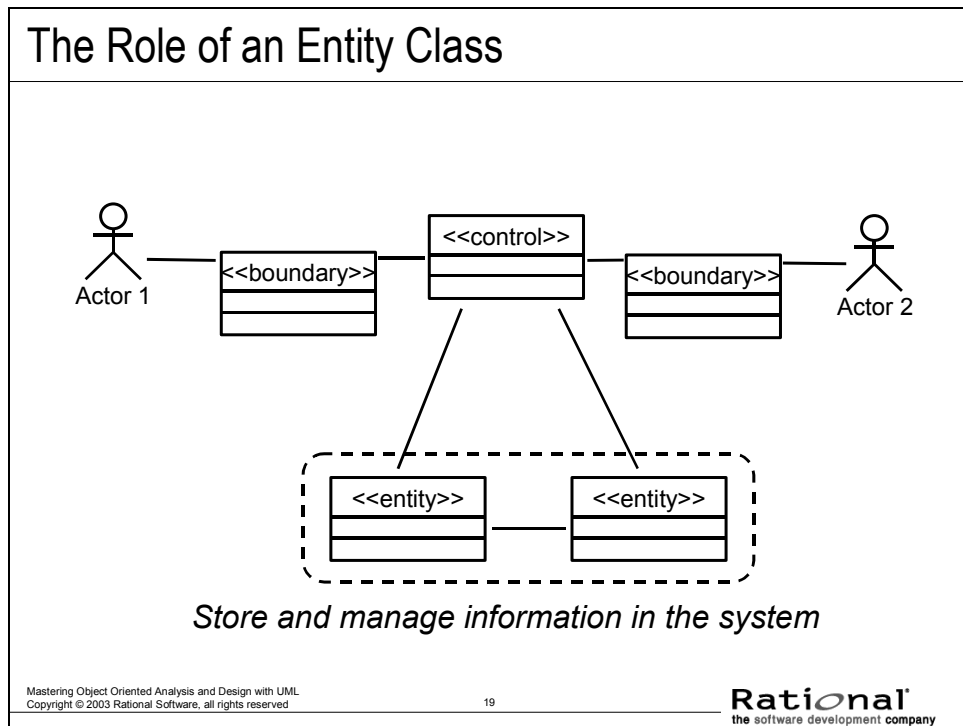 The Role of an Entity Class
<<control>>
<<boundary>>
<<boundary>>
Actor 1
Actor 2
<<entity>>
<<entity>>
Store and manage information in the system
Mastering Object Oriented Analysis and Design with UML
Copyright © 2003 Rational Software, all rights reserved
19
Rational
the software development company